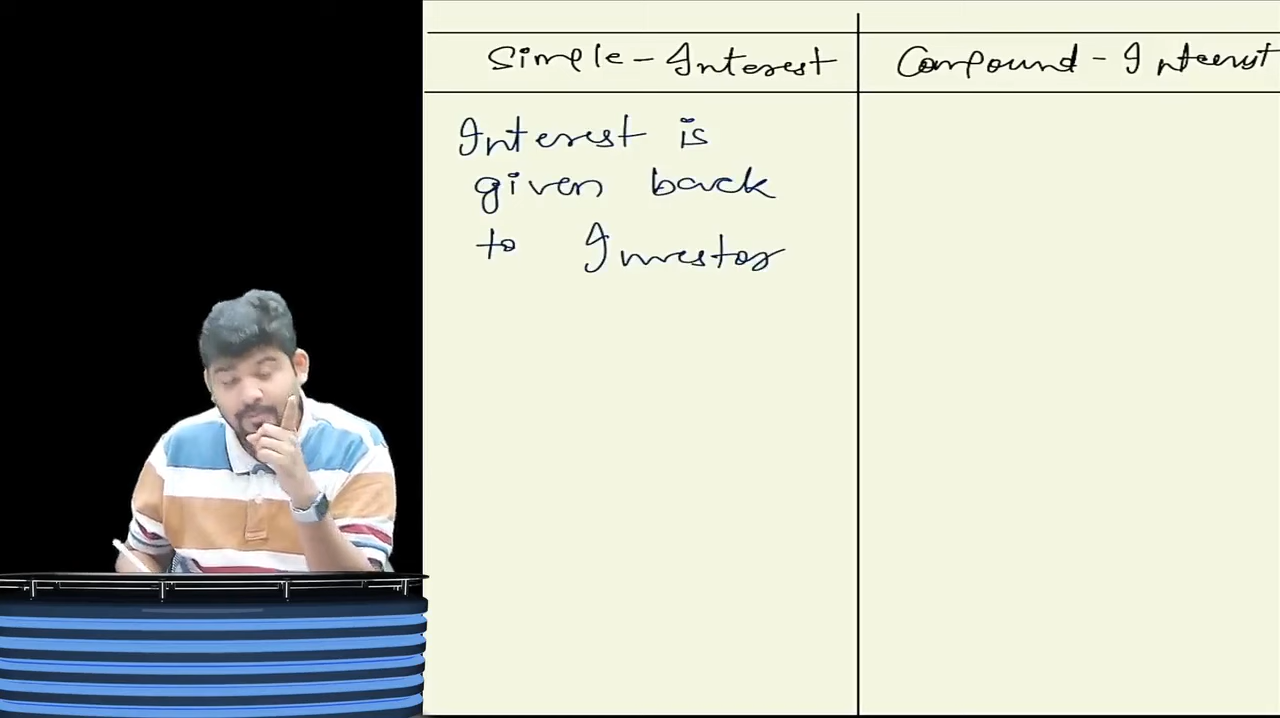 Simple - Interest
Compound - Interest
Interest is
given back
to Investor